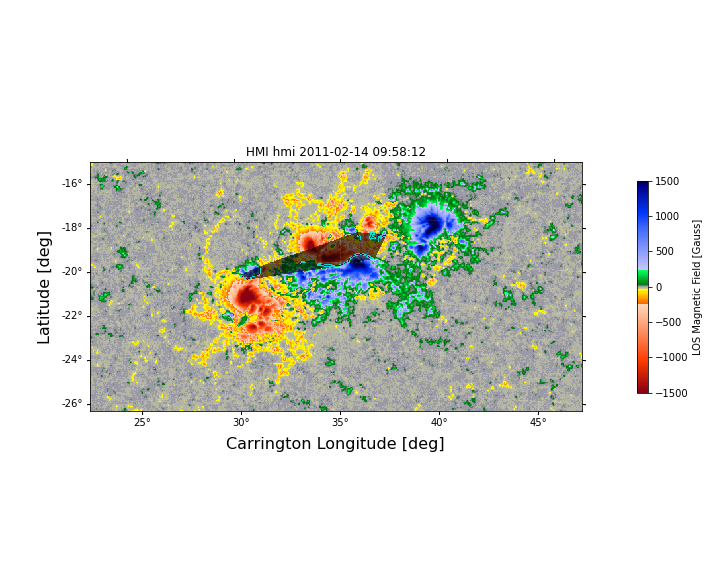 HMI hmi 2011-02-14 09:58:12
-16°
-18°
-20°
-22°
-24°
-26°
Latitude [deg]
25 30 35 40 45°
Carrington Longitude [deg]
1500
1000
500
0
−500
−1000
−1500
LOS Magnetic Field [Gauss]